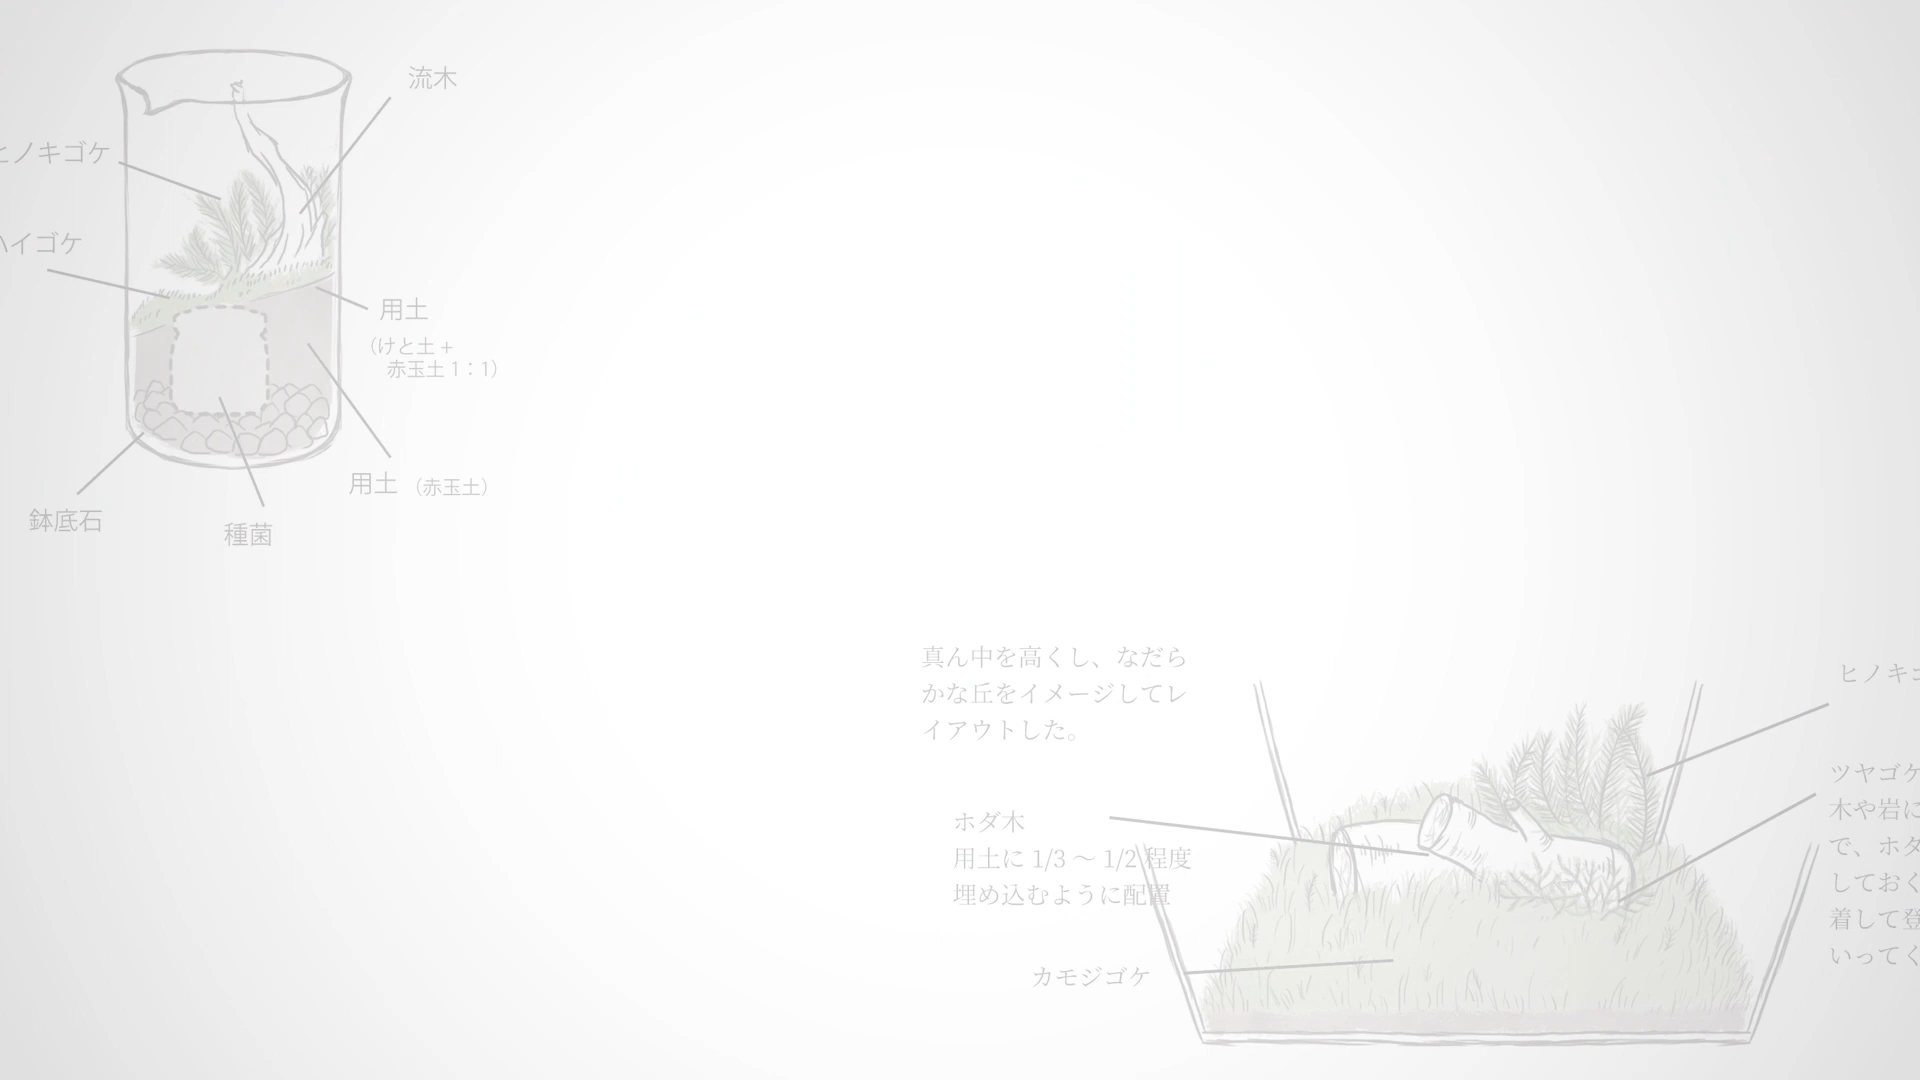 流木
ヒノキゴケ
ハイゴケ
用土
（けと土 +
赤玉土 1：1）
用土 （赤玉土）
鉢底石
種菌
真ん中を高くし、なだら
かな丘をイメージしてレ
イアウトした。
ヒノキゴ
ホダ木
用土に 1/3 〜 1/2 程度
埋め込むように配置
カモジゴケ
ツヤゴケ
木や岩に
で、ホダ
しておく
着して登
いってく